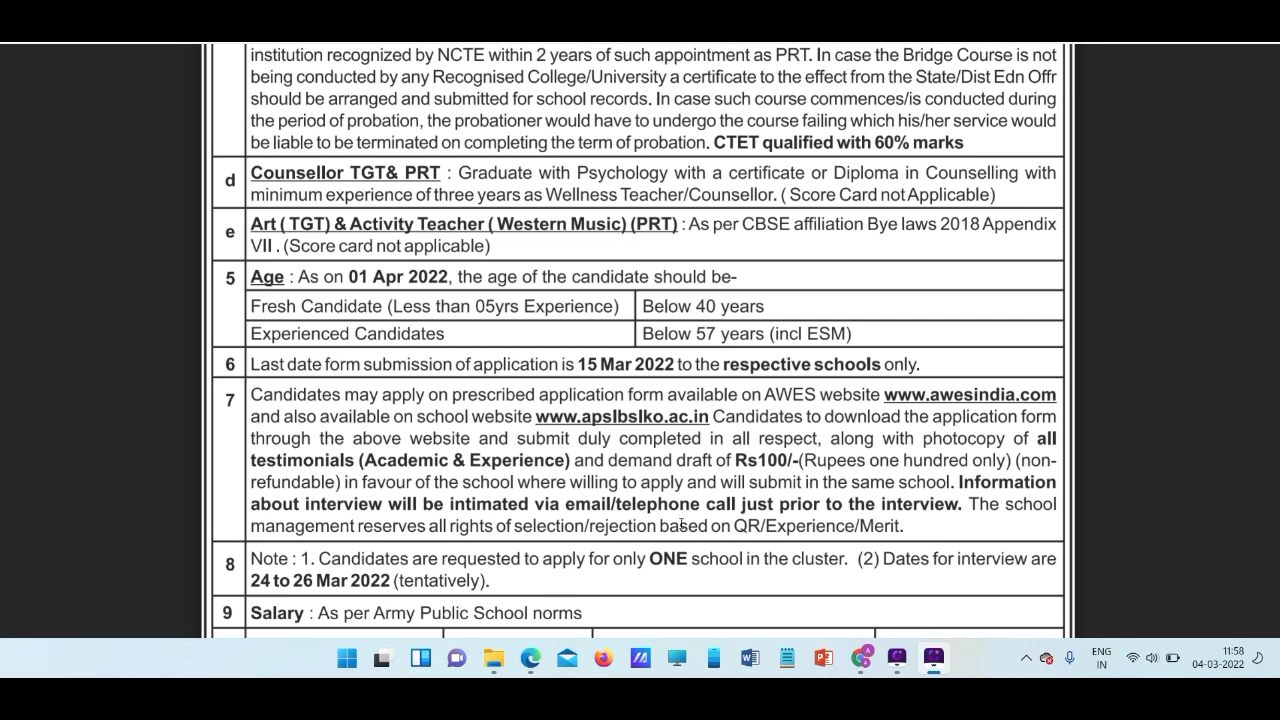 institution recognized by NCTE within 2 years of such appointment as PRT. In case the Bridge Course is not
being conducted by any Recognised College/University a certificate to the effect from the State/Dist Edn Offr
should be arranged and submitted for school records. In case such course commences/is conducted during
the period of probation, the probationer would have to undergo the course failing which his/her service would
be liable to be terminated on completing the term of probation. CTET qualified with 60% marks
d Counsellor TGT& PRT : Graduate with Psychology with a certificate or Diploma in Counselling with
minimum experience of three years as Wellness Teacher/Counsellor. ( Score Card not Applicable)
e Art ( TGT) & Activity Teacher ( Western Music) (PRT) : As per CBSE affiliation Bye laws 2018 Appendix
VII . (Score card not applicable)
5 Age : As on 01 Apr 2022, the age of the candidate should be-
Fresh Candidate (Less than 05yrs Experience) Below 40 years
Experienced Candidates Below 57 years (incl ESM)
6 Last date form submission of application is 15 Mar 2022 to the respective schools only.
7 Candidates may apply on prescribed application form available on AWES website www.awesindia.com
and also available on school website www.apslbslko.ac.in Candidates to download the application form
through the above website and submit duly completed in all respect, along with photocopy of all
testimonials (Academic & Experience) and demand draft of Rs100/-(Rupees one hundred only) (non-
refundable) in favour of the school where willing to apply and will submit in the same school. Information
about interview will be intimated via email/telephone call just prior to the interview. The school
management reserves all rights of selection/rejection based on QR/Experience/Merit.
8 Note : 1. Candidates are requested to apply for only ONE school in the cluster. (2) Dates for interview are
24 to 26 Mar 2022 (tentatively).
9 Salary : As per Army Public School norms
ENG
IN
11:58
04-03-2022